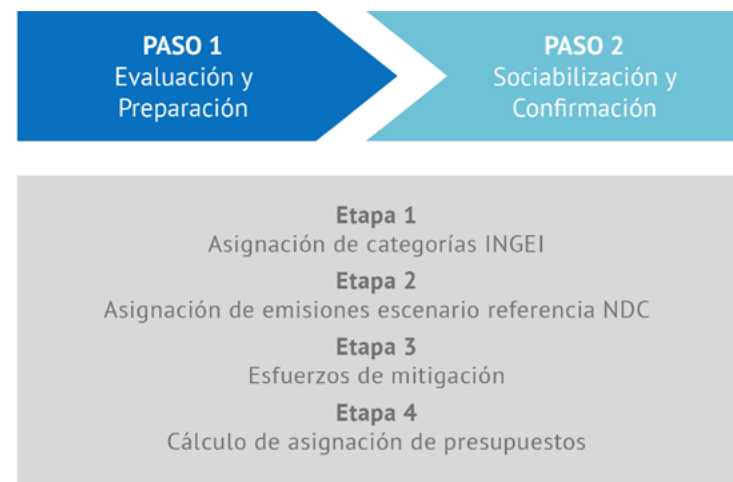 PASO 1
Evaluación y
Preparación
PASO 2
Sociabilización y
Confirmación
Etapa 1
Asignación de categorías INGEI
Etapa 2
Asignación de emisiones escenario referencia NDC
Etapa 3
Esfuerzos de mitigación
Etapa 4
Cálculo de asignación de presupuestos